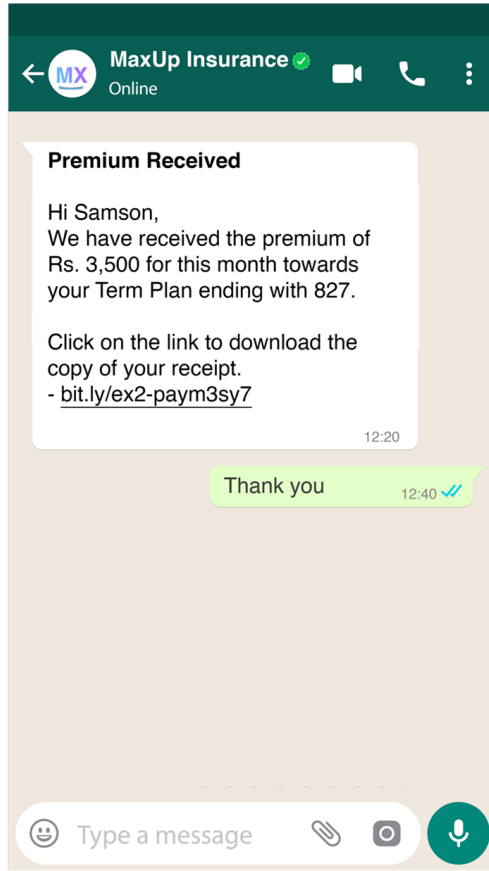 MX
MaxUp Insurance
Online
Premium Received
Hi Samson,
We have received the premium of
Rs. 3,500 for this month towards
your Term Plan ending with 827.
Click on the link to download the
copy of your receipt.
- bit.ly/ex2-paym3sy7
12:20
Thank you
12:40
Type a message